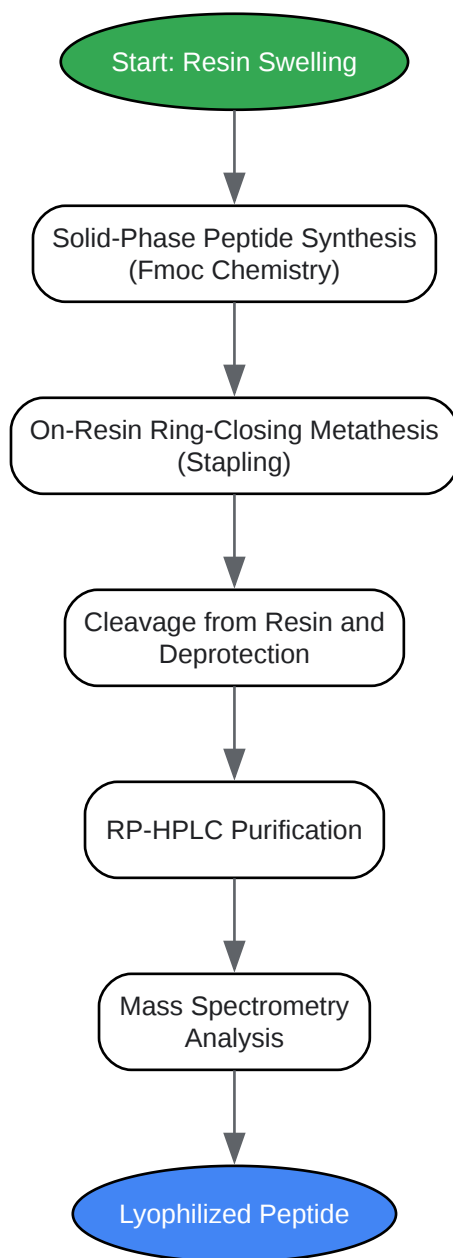 Start: Resin Swelling
Solid-Phase Peptide Synthesis
(Fmoc Chemistry)
On-Resin Ring-Closing Metathesis
(Stapling)
Cleavage from Resin and
Deprotection
RP-HPLC Purification
Mass Spectrometry
Analysis
Lyophilized Peptide